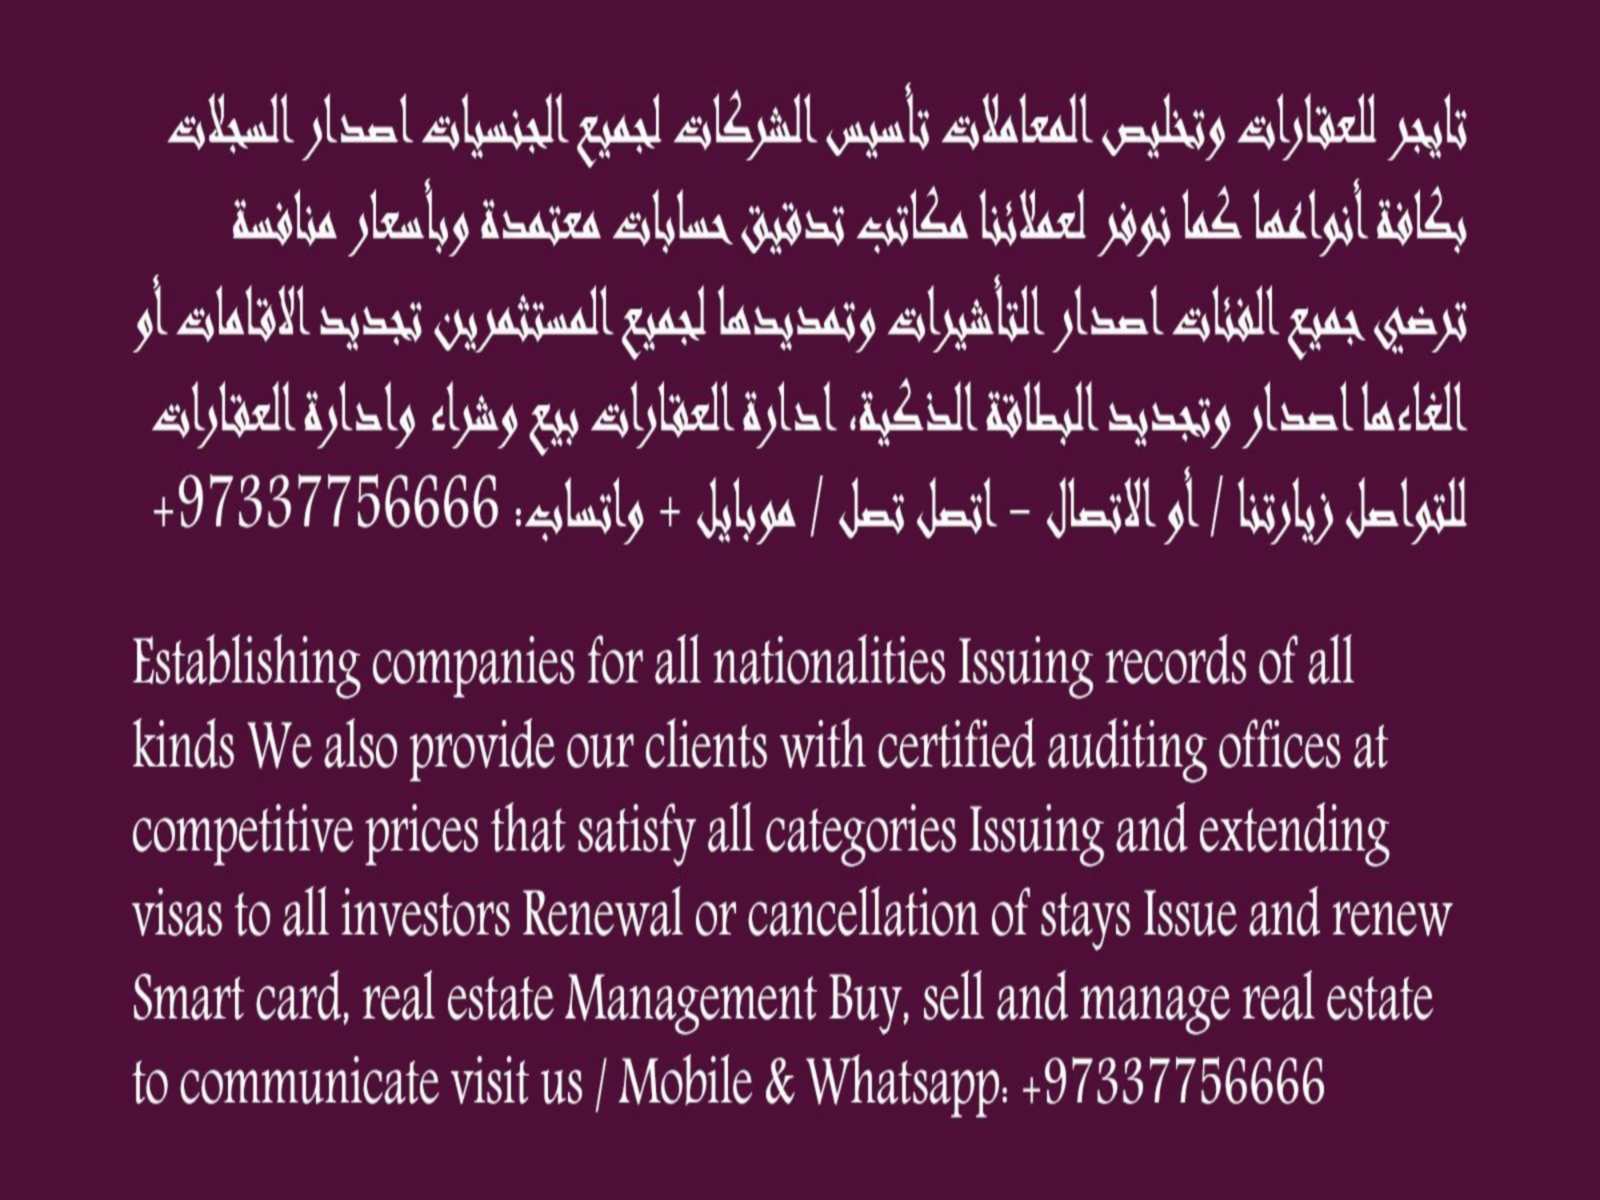 تايجر للعقارات وتخليص المعاملات تأسيس الشركات لجميع الجنسيات اصدار السجلات
بكافة أنواعها كما نوفر لعملائنا مكاتب تدقيق حسابات معتمدة وبأسعار منافسة
ترضي جميع الفئات اصدار التأشيرات وتمديدها لجميع المستثمرين تجديد الاقامات أو
الغاءها اصدار وتجديد البطاقة الذكية، ادارة العقارات بيع وشراء وادارة العقارات
للتواصل زيارتنا / أو الاتصال – اتصل تصل / موبايل + واتساب: 97337756666+
Establishing companies for all nationalities Issuing records of all
kinds We also provide our clients with certified auditing offices at
competitive prices that satisfy all categories Issuing and extending
visas to all investors Renewal or cancellation of stays Issue and renew
Smart card, real estate Management Buy, sell and manage real estate
to communicate visit us / Mobile & Whatsapp: +97337756666